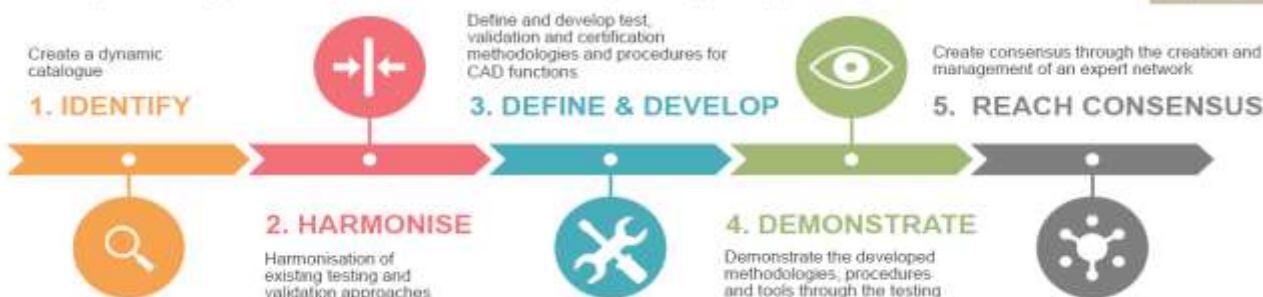 Create a dynamic
catalogue
1. IDENTIFY
2. HARMONISE
Harmonisation of
existing testing and
validation approaches
Define and develop test,
validation and certification
methodologies and procedures for
CAD functions
3. DEFINE & DEVELOP
4. DEMONSTRATE
Demonstrate the developed
methodologies, procedures
and tools through the testing
Create consensus through the creation and
management of an expert network
5. REACH CONSENSUS